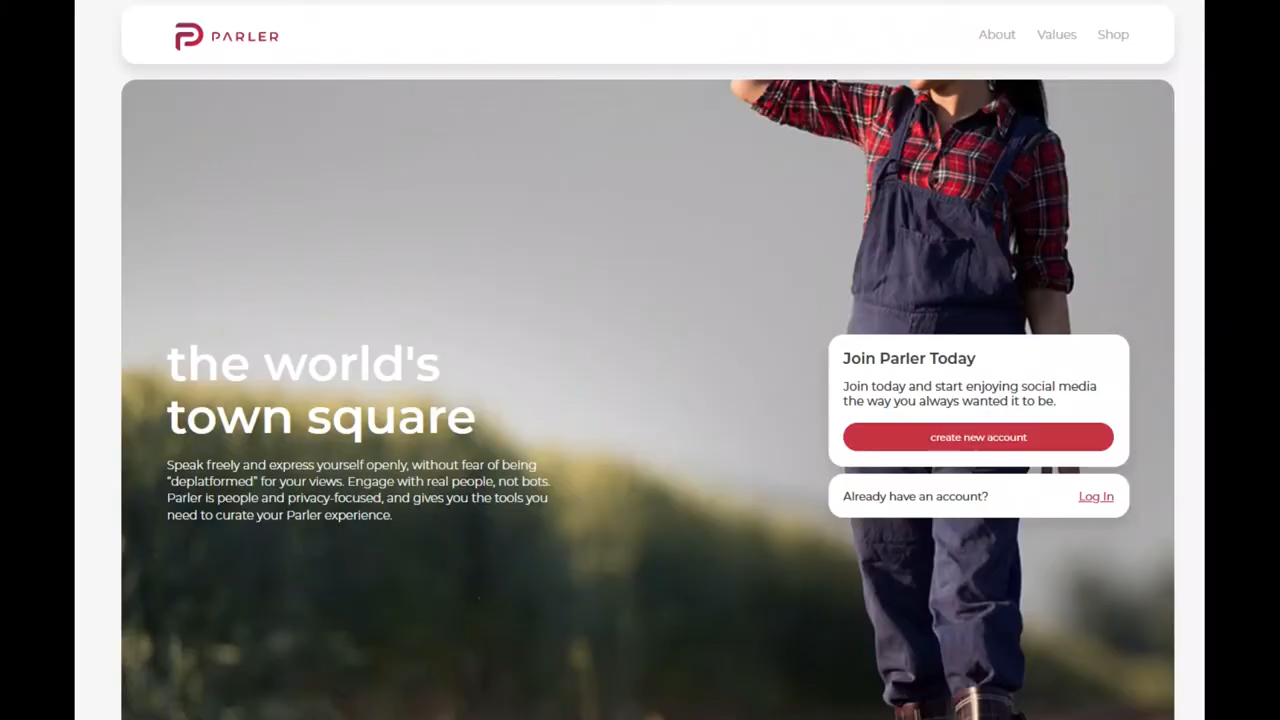 PARLER
About Values Shop
the world's
town square
Speak freely and express yourself openly, without fear of being
"deplatformed" for your views. Engage with real people, not bots.
Parler is people and privacy-focused, and gives you the tools you
need to curate your Parler experience.
Join Parler Today
Join today and start enjoying social media
the way you always wanted it to be.
create new account
Already have an account? Log In